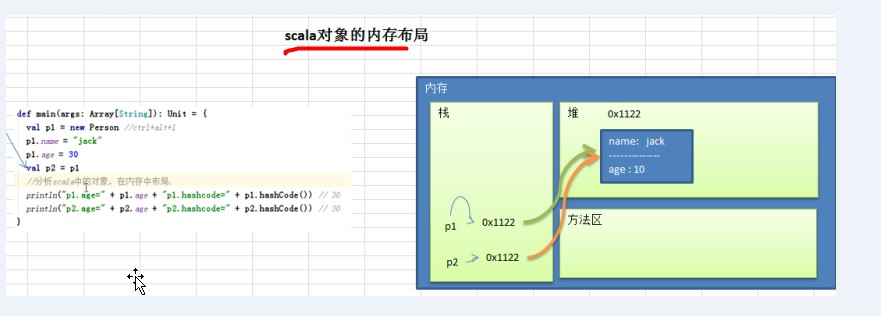 scala对象的内存布局
def main(args: Array[String]): Unit = {
val p1 = new Person //ctrl+alt+l
p1.name = "jack"
p1.age = 30
val p2 = p1
//分析scala中的对象，在内存中布局.
println("p1.age=" + p1.age + "p1.hashcode=" + p1.hashCode()) // 30
println("p2.age=" + p2.age + "p2.hashcode=" + p2.hashCode()) // 30
}
内存
栈
p1 0x1122
p2 0x1122
堆 0x1122
name: jack
--------------
age : 10
方法区